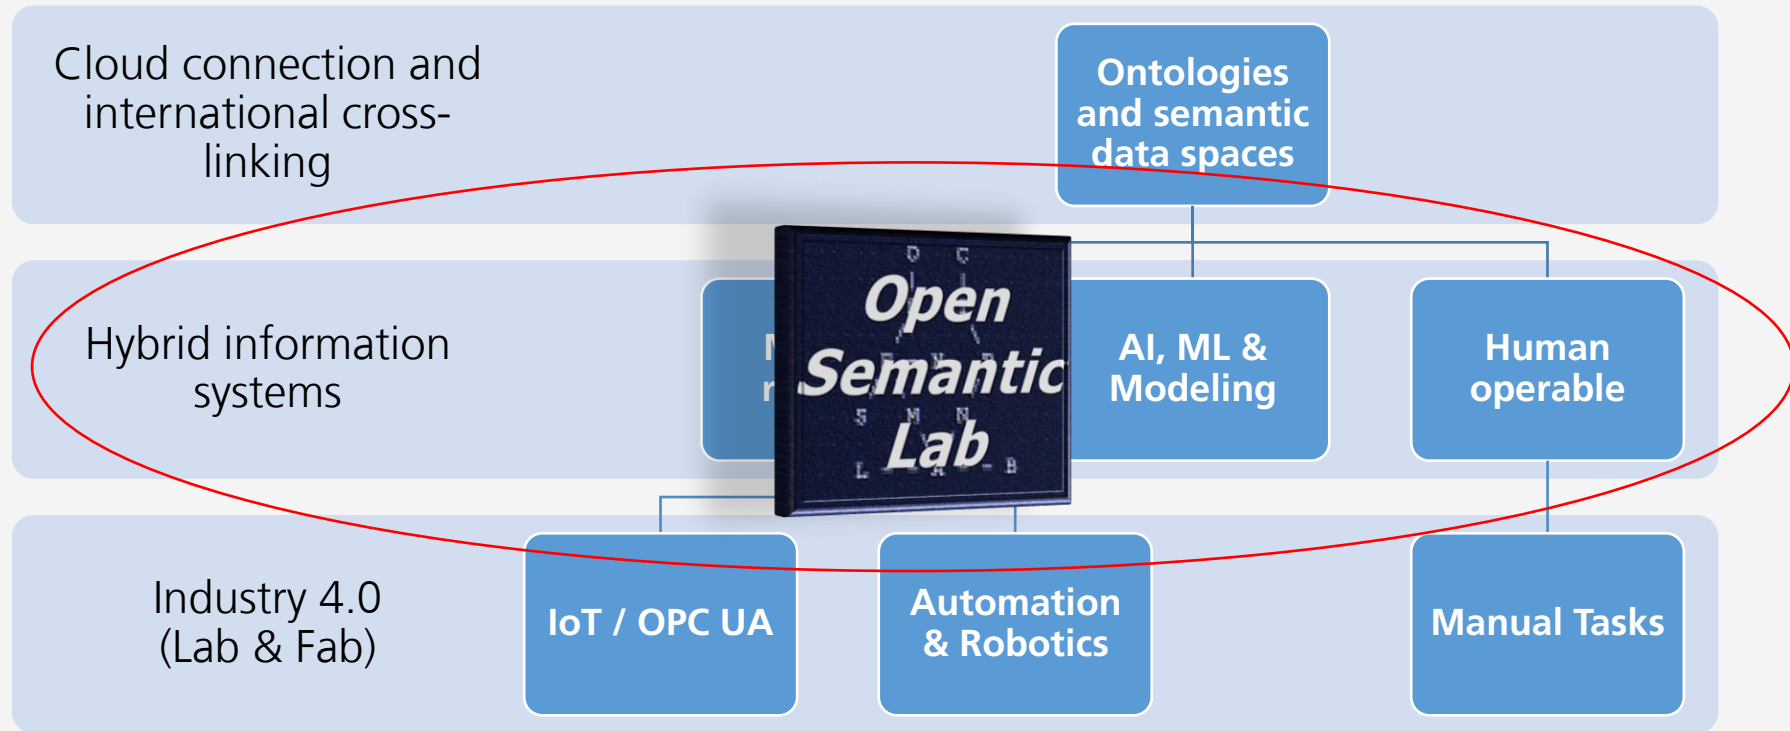 Cloud connection and
international cross-
linking
Ontologies
and semantic
data spaces
Hybrid information
systems
Open
Semantic
Lab
D C
S M N
L - A - B
AI, ML &
Modeling
Human
operable
Industry 4.0
(Lab & Fab)
IoT / OPC UA
Automation
& Robotics
Manual Tasks